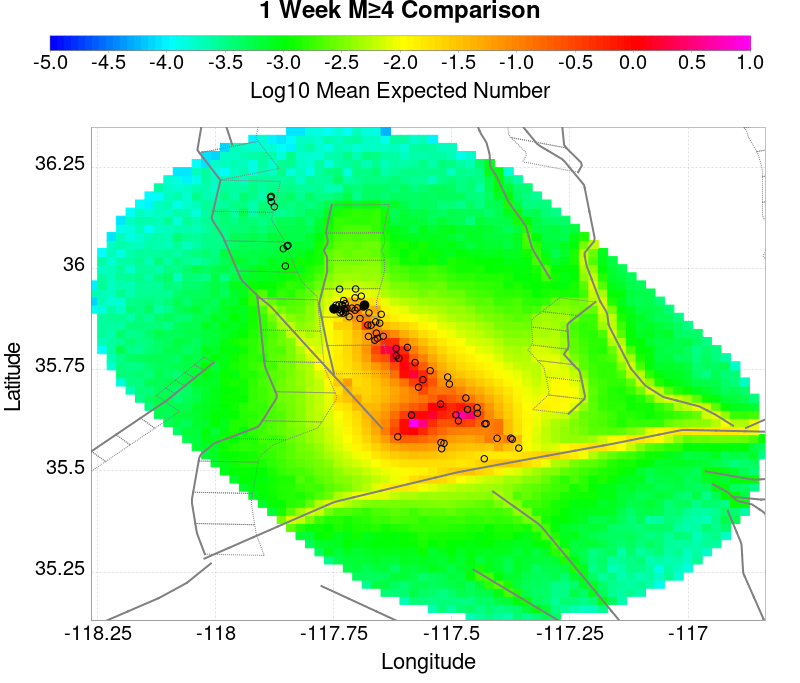 1 Week M≥4 Comparison
-5.0 -4.5 -4.0 -3.5 -3.0 -2.5 -2.0 -1.5 -1.0 -0.5 0.0 0.5 1.0
Log10 Mean Expected Number
36.25
36
35.75
35.5
35.25
Latitude
-118.25 -118 -117.75 -117.5 -117.25 -117
Longitude